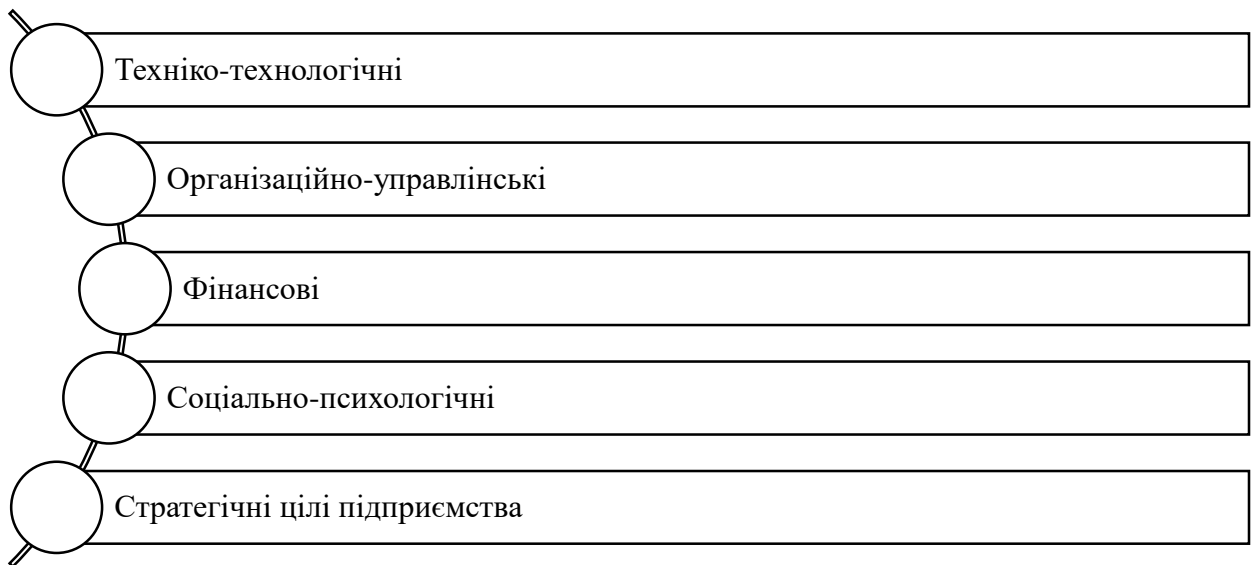 Техніко-технологічні
Організаційно-управлінські
Фінансові
Соціально-психологічні
Стратегічні цілі підприємства